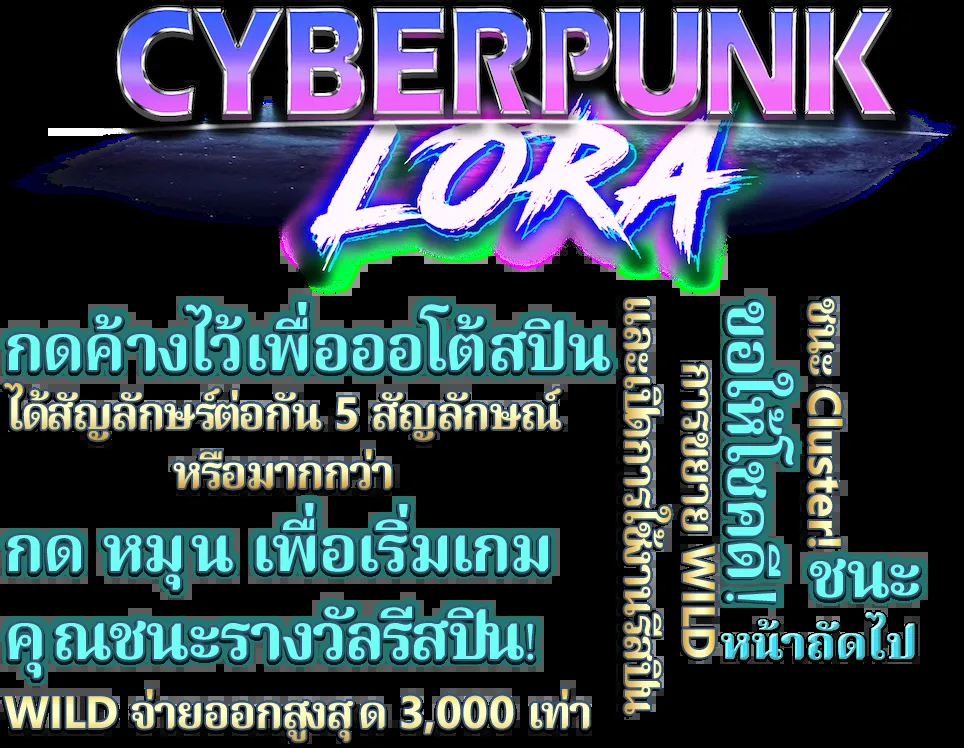 CYBERPUNK
LORA
กดค้างไว้เพื่อออโต้สปิน
ได้สัญลักษร์ต่อกัน 5 สัญลักษณ์
หรือมากกว่า
กด หมุน เพื่อเริ่มเกม
คุณชนะรางวัลรีสปิน!
WILD จ่ายออกสูงสุด 3,000 เท่า
และเปิดการใช้งานรีสปิน
การขยาย WILD
ขอให้โชคดี!
ชนะ Cluster!
ชนะ
หน้าถัดไป